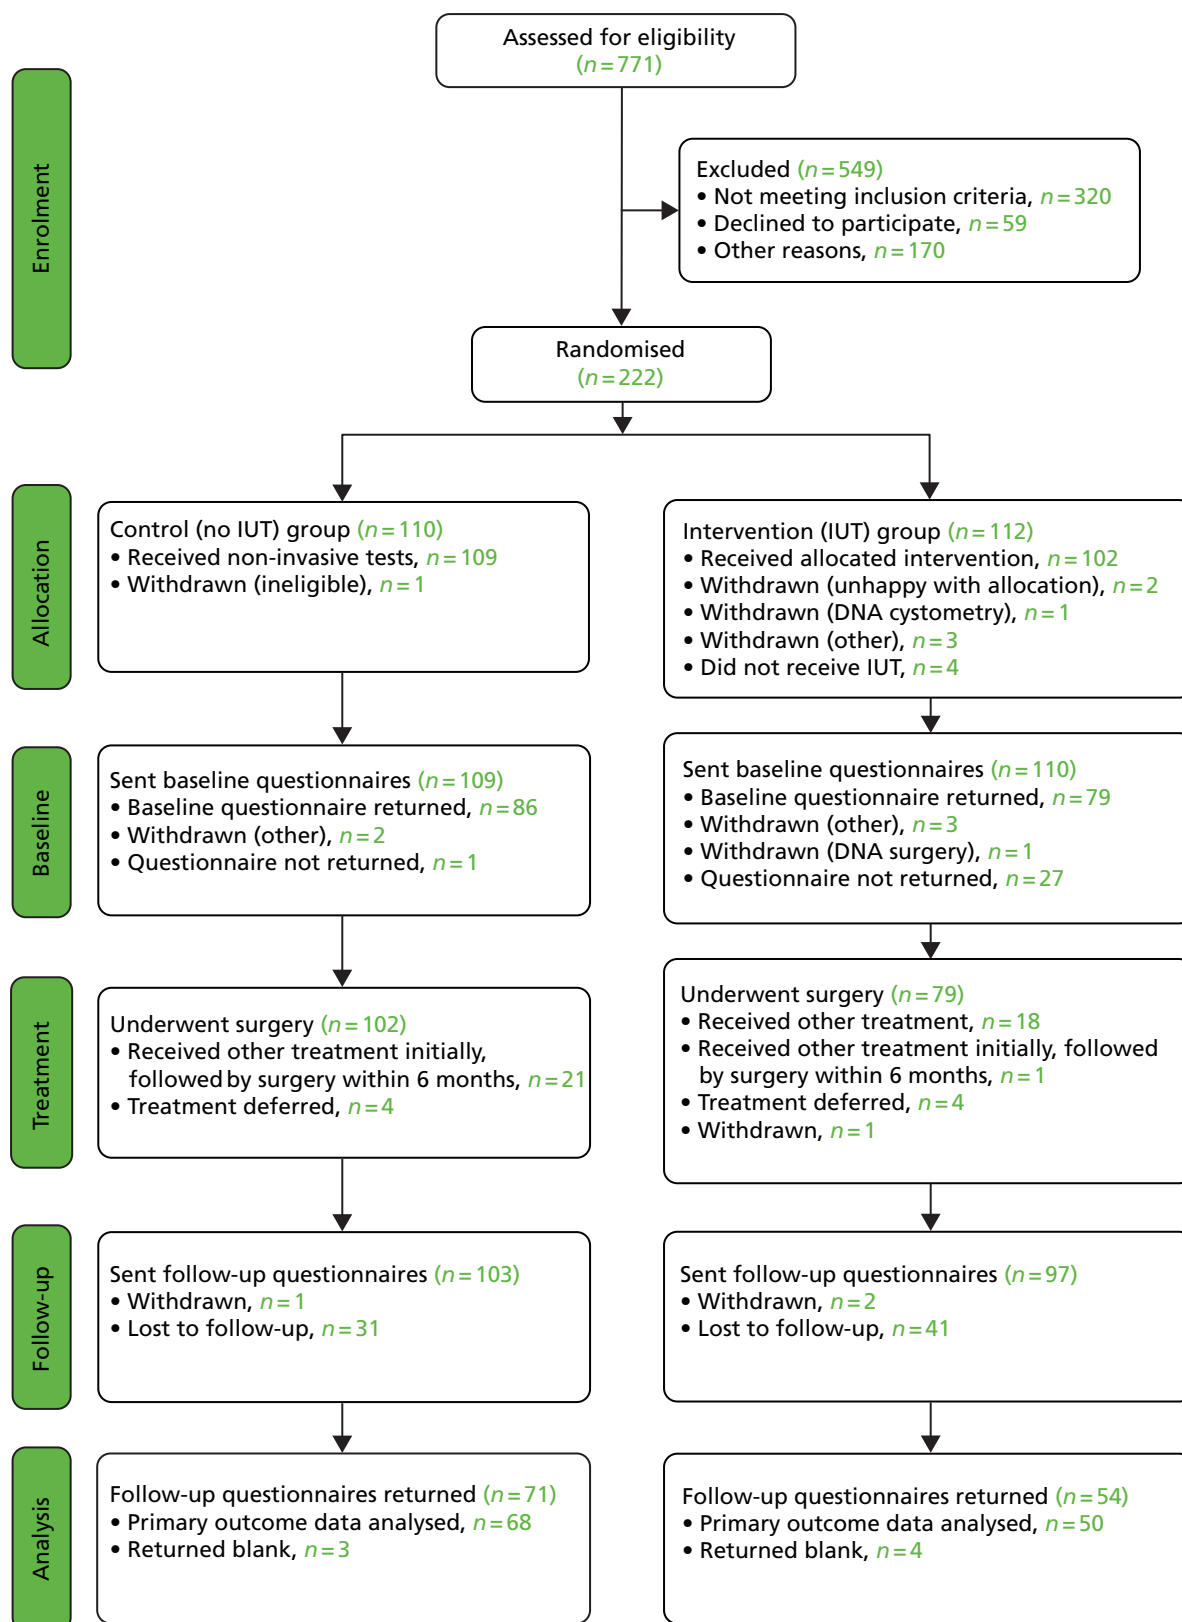 Enrolment
Assessed for eligibility
(n=771)
Excluded (n=549)
• Not meeting inclusion criteria, n=320
• Declined to participate, n=59
• Other reasons, n=170
Randomised
(n=222)
Allocation
Control (no IUT) group (n=110)
• Received non-invasive tests, n=109
• Withdrawn (ineligible), n=1
Intervention (IUT) group (n=112)
• Received allocated intervention, n=102
• Withdrawn (unhappy with allocation), n=2
• Withdrawn (DNA cystometry), n=1
• Withdrawn (other), n=3
• Did not receive IUT, n=4
Baseline
Sent baseline questionnaires (n=109)
• Baseline questionnaire returned, n=86
• Withdrawn (other), n=2
• Questionnaire not returned, n=1
Sent baseline questionnaires (n=110)
• Baseline questionnaire returned, n=79
• Withdrawn (other), n=3
• Withdrawn (DNA surgery), n=1
• Questionnaire not returned, n=27
Treatment
Underwent surgery (n=102)
• Received other treatment initially,
followed by surgery within 6 months, n=21
• Treatment deferred, n=4
Underwent surgery (n=79)
• Received other treatment, n=18
• Received other treatment initially, followed
by surgery within 6 months, n=1
• Treatment deferred, n=4
• Withdrawn, n=1
Follow-up
Sent follow-up questionnaires (n=103)
• Withdrawn, n=1
• Lost to follow-up, n=31
Sent follow-up questionnaires (n=97)
• Withdrawn, n=2
• Lost to follow-up, n=41
Analysis
Follow-up questionnaires returned (n=71)
• Primary outcome data analysed, n=68
• Returned blank, n=3
Follow-up questionnaires returned (n=54)
• Primary outcome data analysed, n=50
• Returned blank, n=4